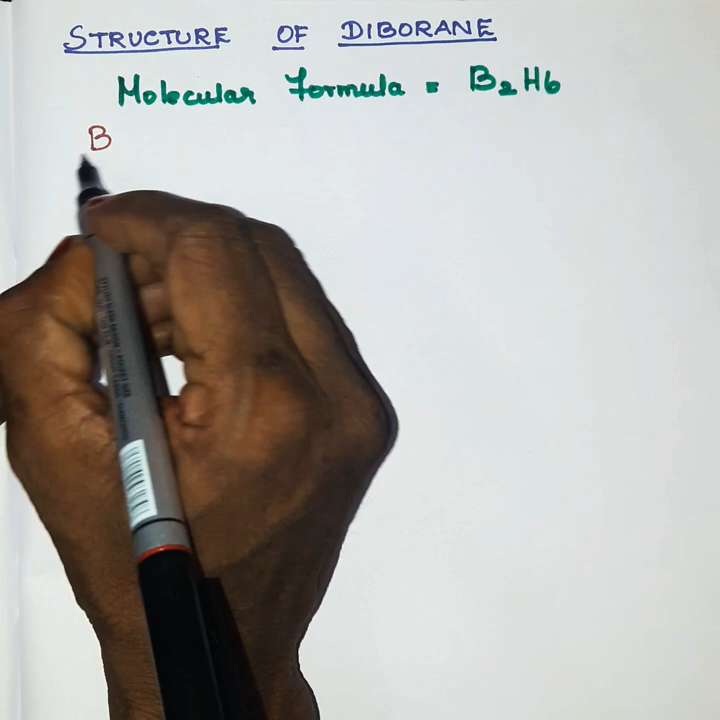 STRUCTURE OF DIBORANE
Molecular Formula = B₂H₆
B